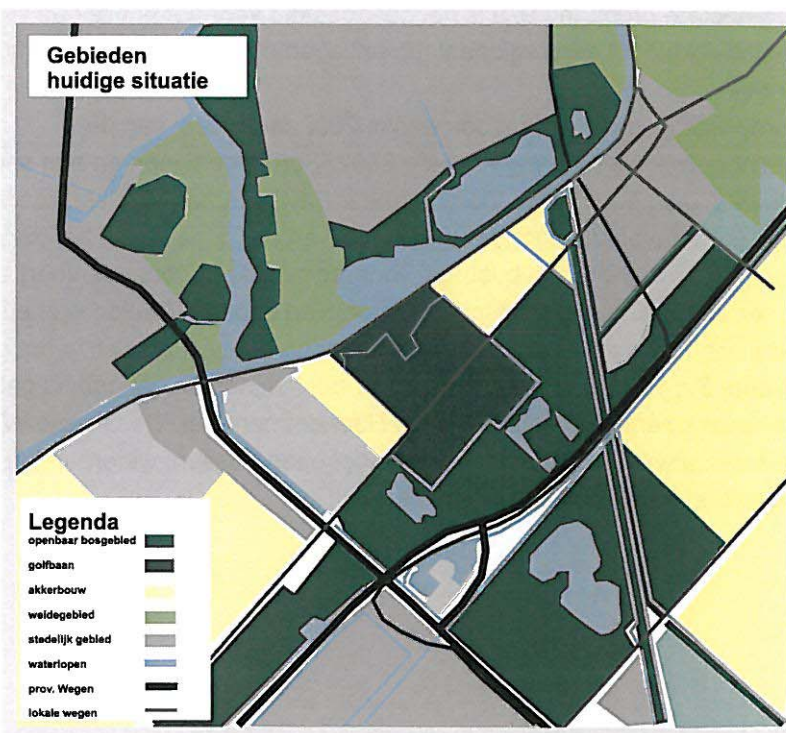 Gebieden
huidige situatie
Legenda
openbaar bosgebied
golfbaan
akkerbouw
weidegebied
stedelijk gebied
waterlopen
prov. Wegen
lokale wegen